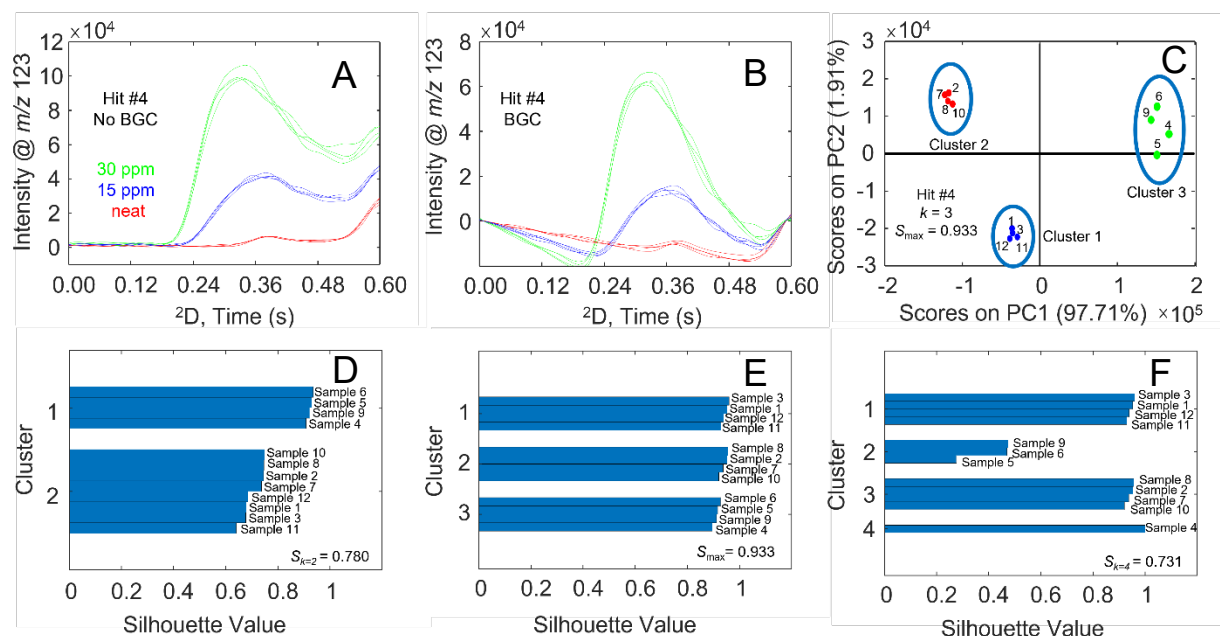 ×10⁴
A
Hit #4
No BGC
30 ppm
15 ppm
neat
Intensity @ m/z 123
12
10
8
6
4
2
0
0.00 0.12 0.24 0.36 0.48 0.60
²D, Time (s)
×10⁴
B
Hit #4
BGC
Intensity @ m/z 123
10
8
6
4
2
0
-2
0.00 0.12 0.24 0.36 0.48 0.60
²D, Time (s)
×10⁴
C
Scores on PC2 (1.91%)
3
2
1
0
-1
-2
-3
7 2
8 10
Cluster 2
6
9
4
5
Cluster 3
Hit #4
k = 3
Smax = 0.933
1
3
12 11
Cluster 1
-2 -1 0 1 2
Scores on PC1 (97.71%) ×10⁵
D
Cluster
1
2
Sample 6
Sample 5
Sample 9
Sample 4
Sample 10
Sample 8
Sample 2
Sample 7
Sample 12
Sample 1
Sample 3
Sample 11
Sk=2 = 0.780
0 0.2 0.4 0.6 0.8 1
Silhouette Value
E
Cluster
1
2
3
Sample 3
Sample 1
Sample 12
Sample 11
Sample 8
Sample 2
Sample 7
Sample 10
Sample 6
Sample 5
Sample 9
Sample 4
Smax = 0.933
0 0.2 0.4 0.6 0.8 1
Silhouette Value
F
Cluster
1
2
3
4
Sample 3
Sample 1
Sample 12
Sample 11
Sample 9
Sample 6
Sample 5
Sample 8
Sample 2
Sample 7
Sample 10
Sample 4
Sk=4 = 0.731
0 0.2 0.4 0.6 0.8 1
Silhouette Value